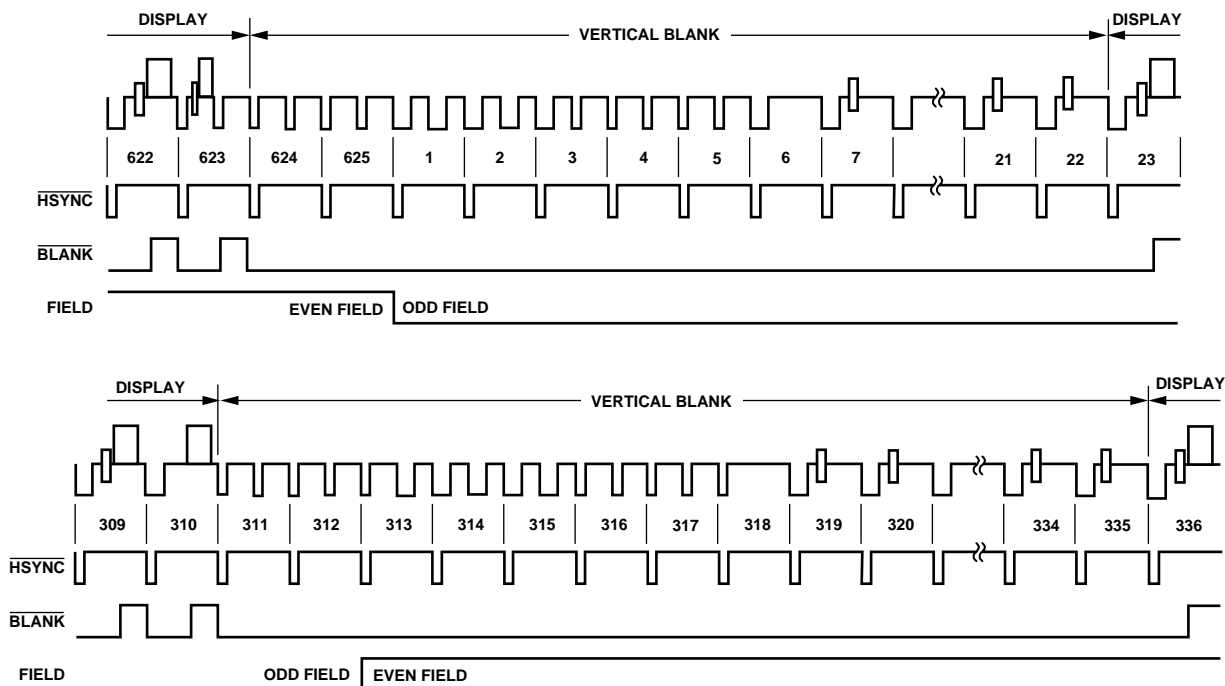 DISPLAY VERTICAL BLANK DISPLAY
622 623 624 625 1 2 3 4 5 6 7 21 22 23
HSYNC
BLANK
FIELD EVEN FIELD ODD FIELD
DISPLAY VERTICAL BLANK DISPLAY
309 310 311 312 313 314 315 316 317 318 319 320 334 335 336
HSYNC
BLANK
FIELD ODD FIELD EVEN FIELD